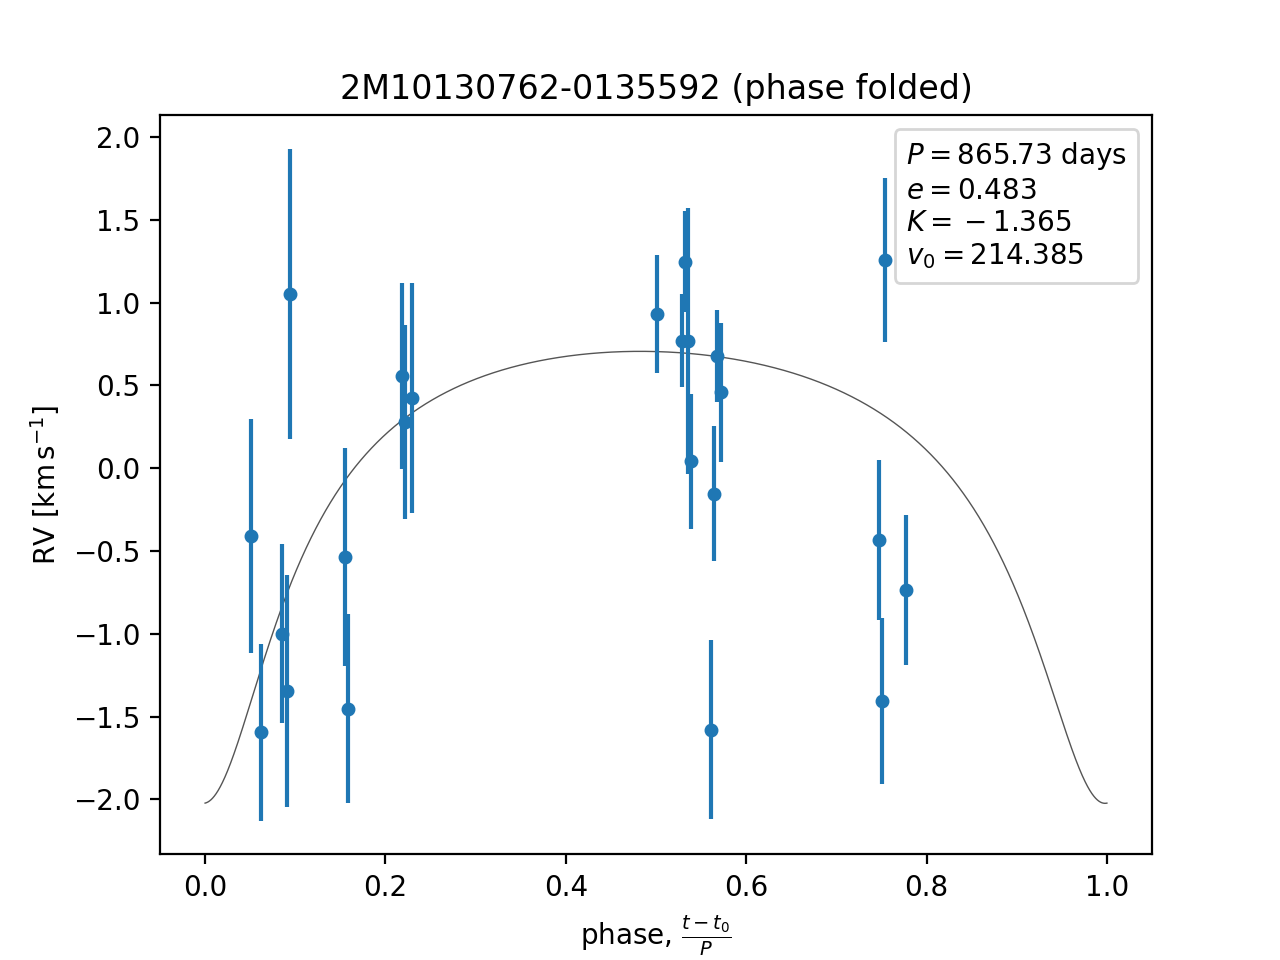 2M10130762-0135592 (phase folded)
P = 865.73 days
e = 0.483
K = −1.365
v₀ = 214.385
2.0
1.5
1.0
0.5
0.0
−0.5
−1.0
−1.5
−2.0
RV [km s⁻¹]
0.0 0.2 0.4 0.6 0.8 1.0
phase, (t − t₀)/P